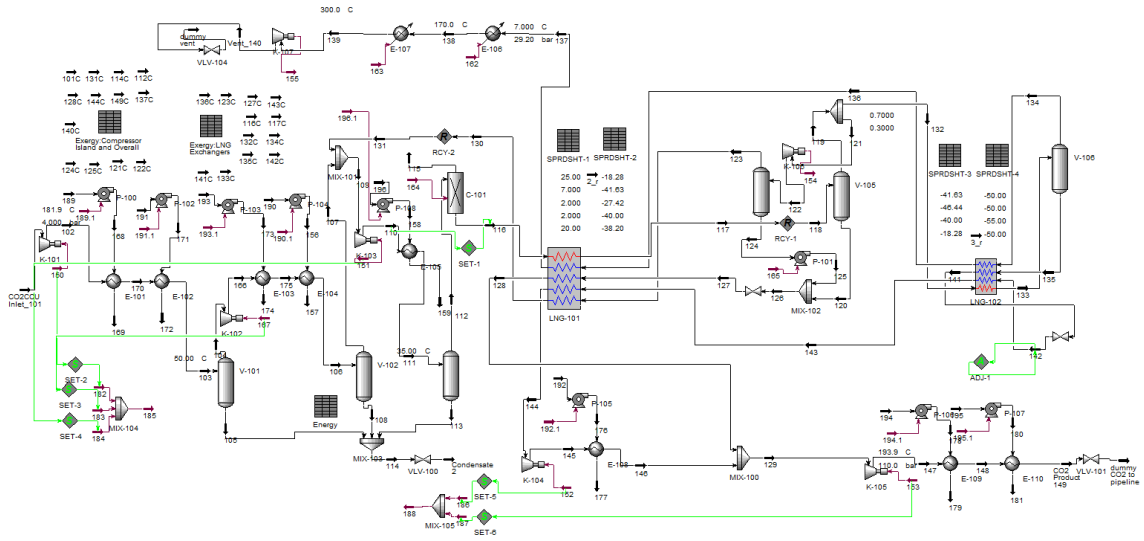 300.0 C
170.0 C
7.000 C
29.20 bar
dummy
vent
Vent_140
VLV-104
K-107
139
E-107
138
E-106
137
155
163
162
101C 131C 114C 112C
128C 144C 149C 137C
140C
Exergy:Compressor
Island and Overall
124C 125C 121C 122C
136C 123C 127C 143C
116C 117C
132C 134C
136C 142C
Exergy:LNG
Exchangers
141C 133C
196.1
131
RCY-2
130
SPRDSHT-1
SPRDSHT-2
25.00
7.000
2.000
2.000
20.00
2_r
-18.28
-41.63
-27.42
-40.00
-38.20
136
0.7000
0.3000
134
132
SPRDSHT-3
SPRDSHT-4
-41.63
-46.44
-40.00
-18.28
-50.00
-50.00
-55.00
-50.00
3_r
V-106
119
121
154
122
V-105
123
117
RCY-1
118
124
P-101
165
125
126
127
MIX-102
120
128
LNG-101
143
141
135
LNG-102
133
142
ADJ-1
MIX-101
109
107
115
164
C-101
190
P-108
158
110
K-103
151
SET-1
116
E-105
159
112
189
189.1
P-100
168
191
191.1
P-102
171
193
193.1
P-103
173
190
190.1
P-104
156
181.9 C
4.000 bar
102
K-101
150
CO2CCU
Inlet_101
E-101
170
E-102
169
172
166
E-103
175
E-104
174
157
K-102
167
50.00 C
103
V-101
106
V-102
35.00 C
111
SET-2
182
SET-3
183
SET-4
184
MIX-104
185
105
Energy
108
113
MIX-103
114
VLV-100
Condensate
2
144
192
192.1
P-105
176
145
K-104
E-108
146
177
152
MIX-100
129
SET-5
186
SET-6
187
MIX-105
188
193.9 C
110.0 bar
K-105
147
153
194
194.1
P-106
178
195
195.1
P-107
180
E-109
148
E-110
179
181
CO2
Product
149
VLV-101
dummy
CO2 to
pipeline